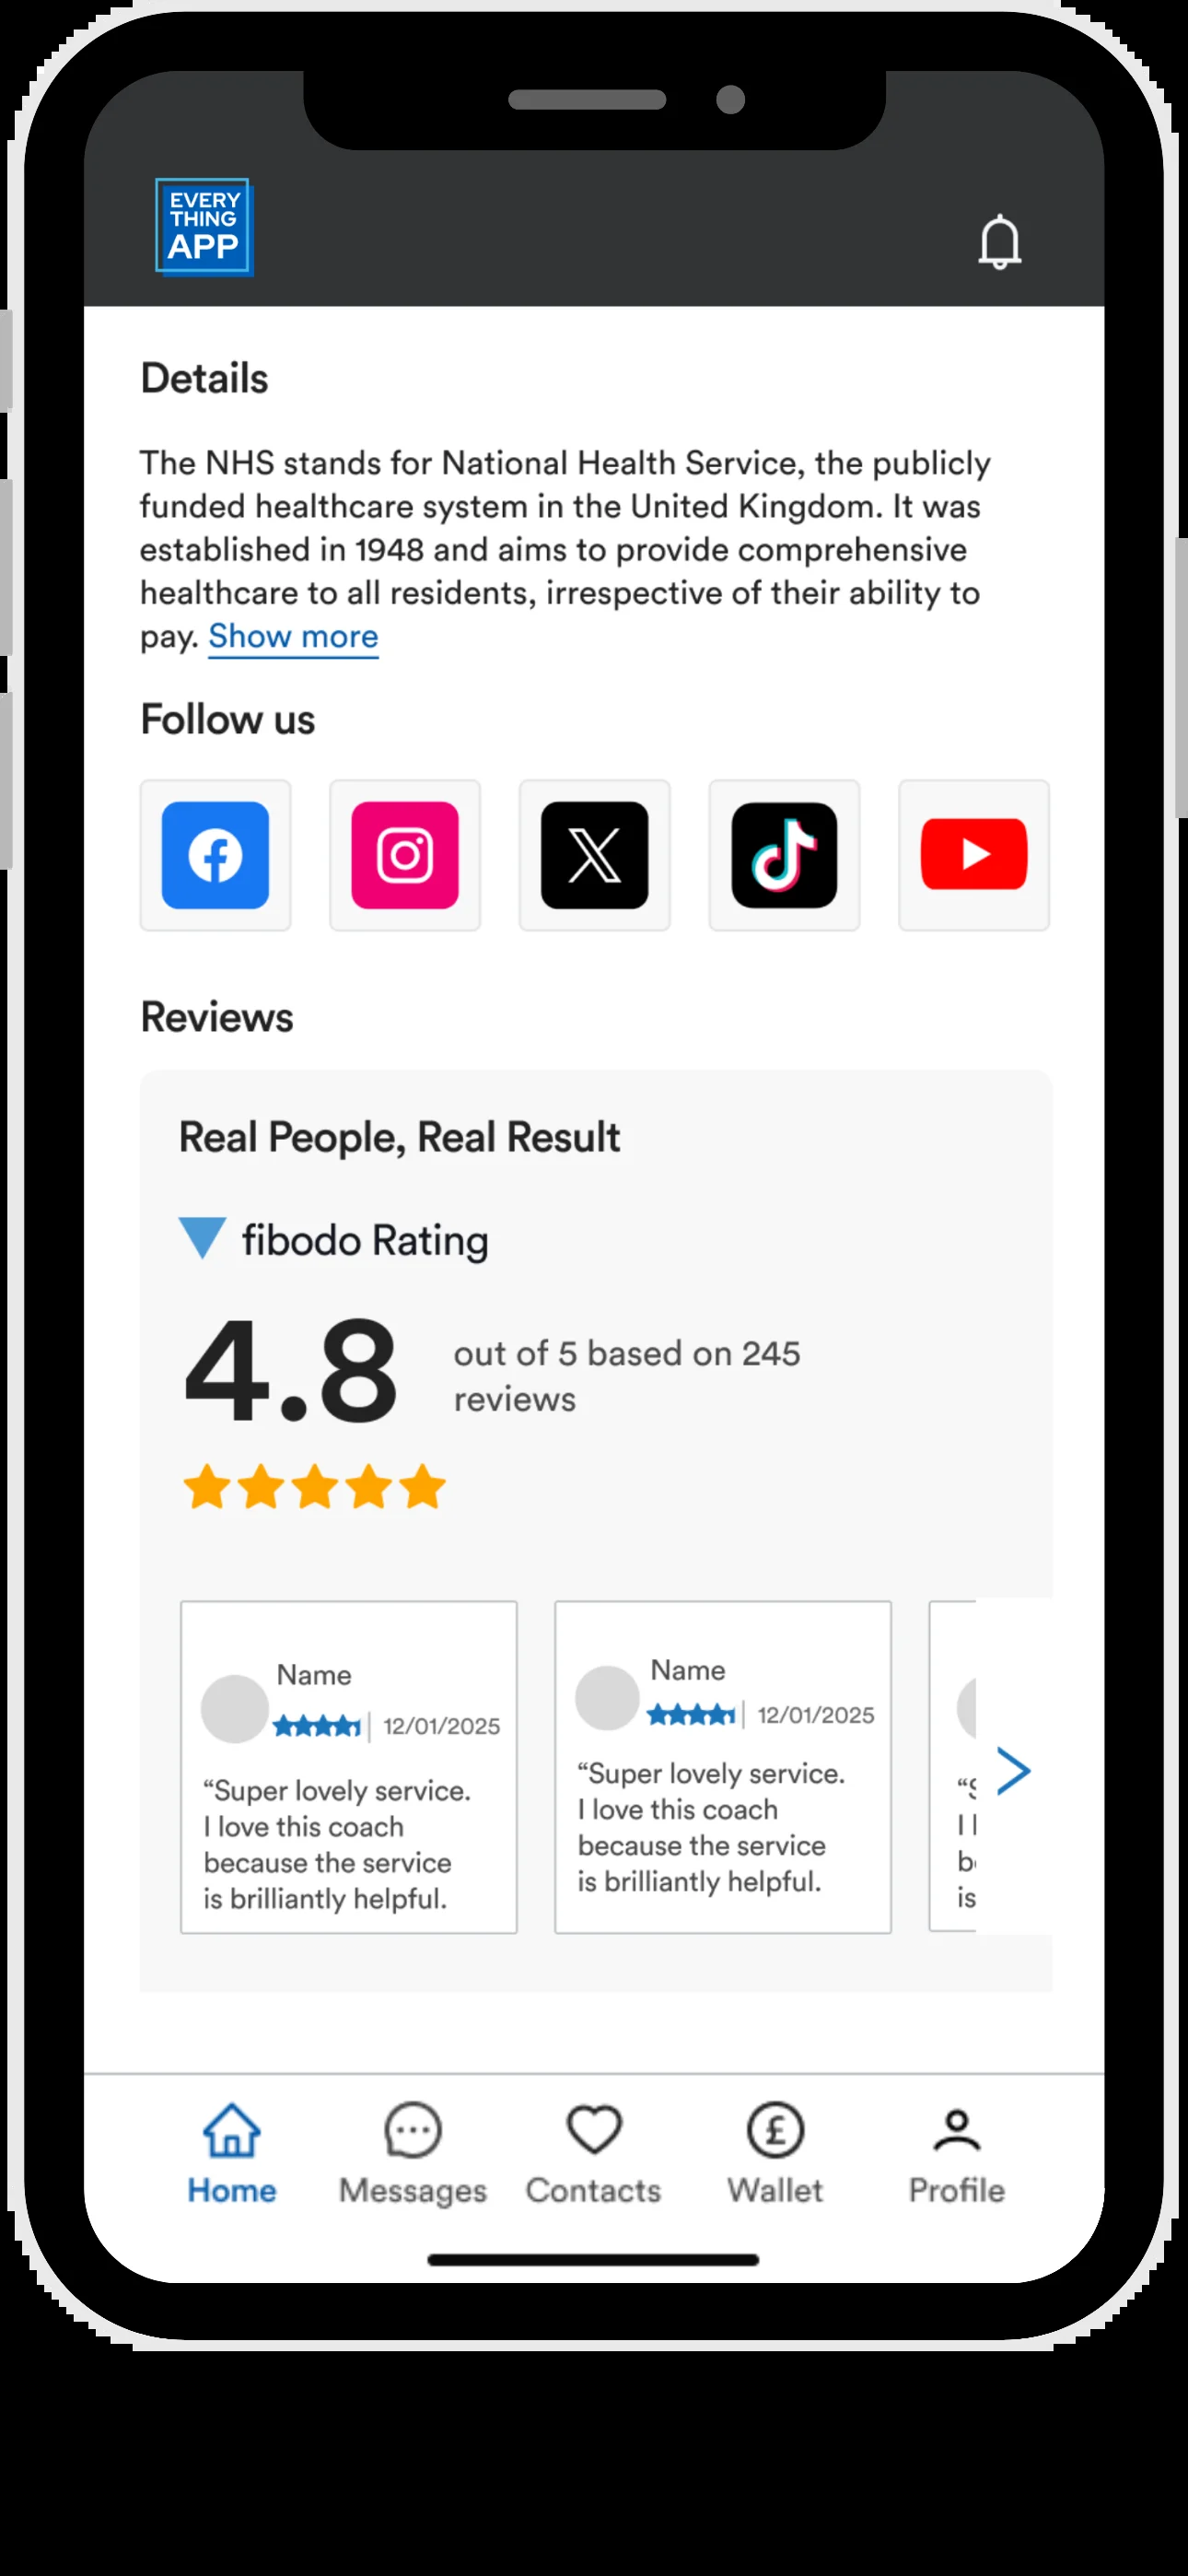 EVERY
THING
APP
Details
The NHS stands for National Health Service, the publicly
funded healthcare system in the United Kingdom. It was
established in 1948 and aims to provide comprehensive
healthcare to all residents, irrespective of their ability to
pay. Show more
Follow us
Reviews
Real People, Real Result
fibodo Rating
4.8
out of 5 based on 245
reviews
Name
12/01/2025
“Super lovely service.
I love this coach
because the service
is brilliantly helpful.
Name
12/01/2025
“Super lovely service.
I love this coach
because the service
is brilliantly helpful.
“S
I l
be
is
Home
Messages
Contacts
Wallet
Profile